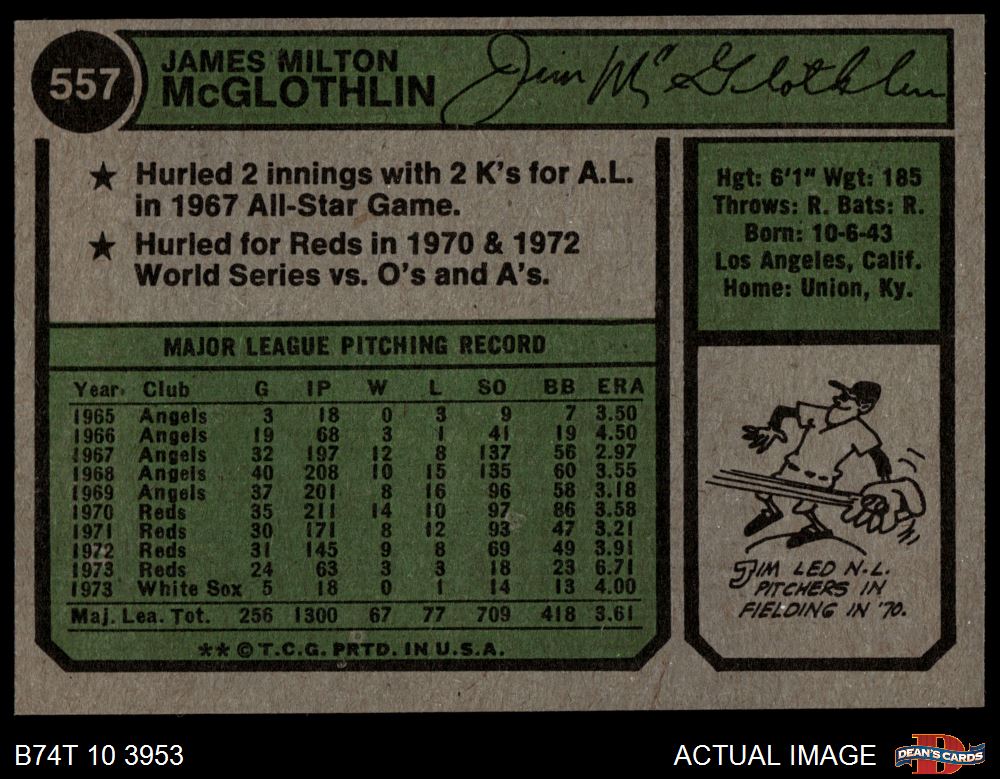 557
JAMES MILTON
McGLOTHLIN
Jim McGlothlin
★ Hurled 2 innings with 2 K's for A.L.
in 1967 All-Star Game.
★ Hurled for Reds in 1970 & 1972
World Series vs. O's and A's.
Hgt: 6'1" Wgt: 185
Throws: R. Bats: R.
Born: 10-6-43
Los Angeles, Calif.
Home: Union, Ky.
MAJOR LEAGUE PITCHING RECORD
Year Club G IP W L SO BB ERA
1965 Angels 3 18 0 3 9 7 3.50
1966 Angels 19 68 3 1 41 19 4.50
1967 Angels 32 197 12 8 137 56 2.97
1968 Angels 40 208 10 15 135 60 3.55
1969 Angels 37 201 8 16 96 58 3.18
1970 Reds 35 211 14 10 97 86 3.58
1971 Reds 30 171 8 12 93 47 3.21
1972 Reds 31 145 9 8 69 49 3.91
1973 Reds 24 63 3 3 18 23 6.71
1973 White Sox 5 18 0 1 14 13 4.00
Maj. Lea. Tot. 256 1300 67 77 709 418 3.61
** © T.C.G. PRTD. IN U.S.A.
JIM LED N.L.
PITCHERS IN
FIELDING IN '70.
B74T 10 3953
ACTUAL IMAGE
DEAN'S CARDS